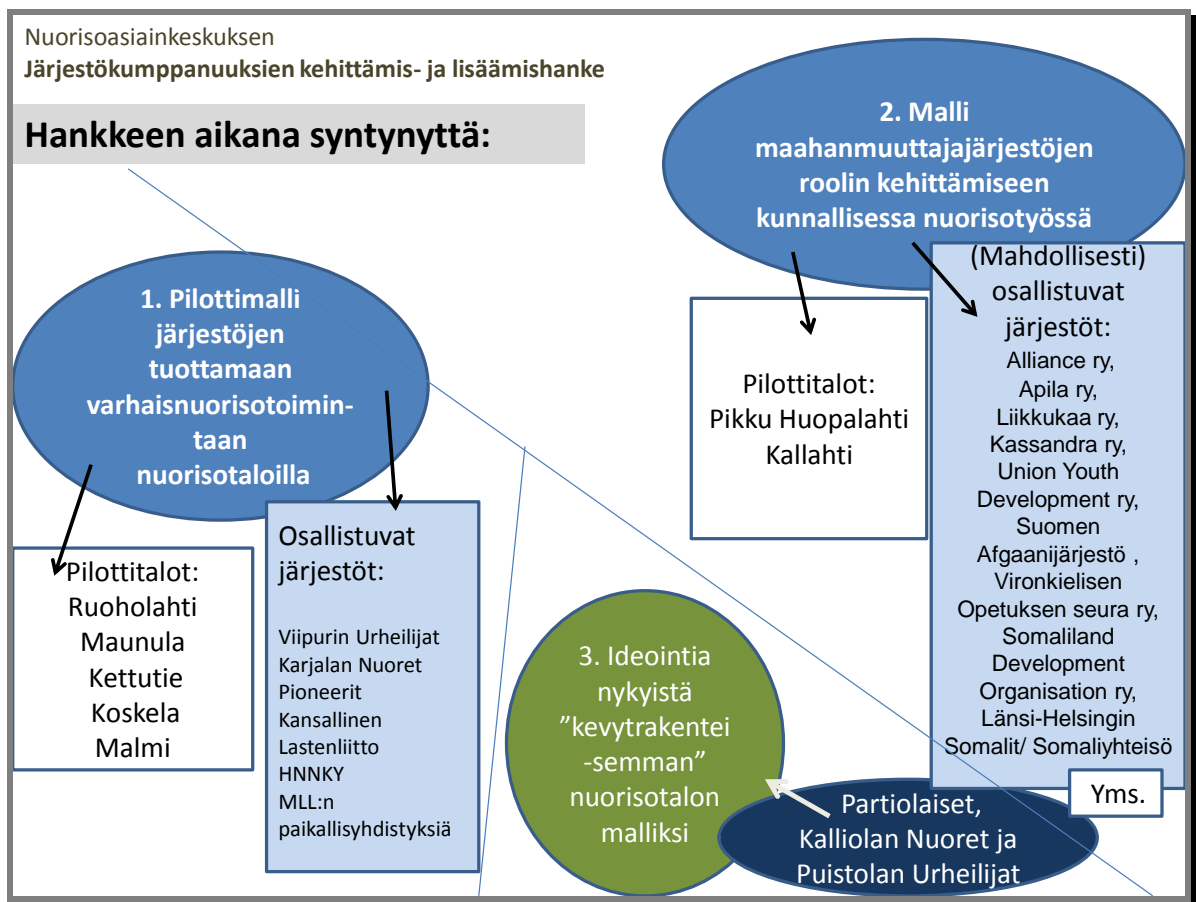 Nuorisoasiainkeskuksen
Järjestökumppanuuksien kehittämis- ja lisäämishanke
Hankkeen aikana syntynyttä:
1. Pilottimalli
järjestöjen
tuottamaan
varhaisnuorisotoimin-
taan
nuorisotaloilla
Pilottitalot:
Ruoholahti
Maunula
Kettutie
Koskela
Malmi
Osallistuvat
järjestöt:
Viipurin Urheilijat
Karjalan Nuoret
Pioneerit
Kansallinen
Lastenliitto
HNNKY
MLL:n
paikallisyhdistyksiä
2. Malli
maahanmuuttajajärjestöjen
roolin kehittämiseen
kunnallisessa nuorisotyössä
Pilottitalot:
Pikku Huopalahti
Kallahti
(Mahdollisesti)
osallistuvat
järjestöt:
Alliance ry,
Apila ry,
Liikkukaa ry,
Kassandra ry,
Union Youth
Development ry,
Suomen
Afgaanijärjestö ,
Vironkielisen
Opetuksen seura ry,
Somaliland
Development
Organisation ry,
Länsi-Helsingin
Somalit/ Somaliyhteisö
Yms.
3. Ideointia
nykyistä
”kevytrakentei
-semman”
nuorisotalon
malliksi
Partiolaiset,
Kalliolan Nuoret ja
Puistolan Urheilijat